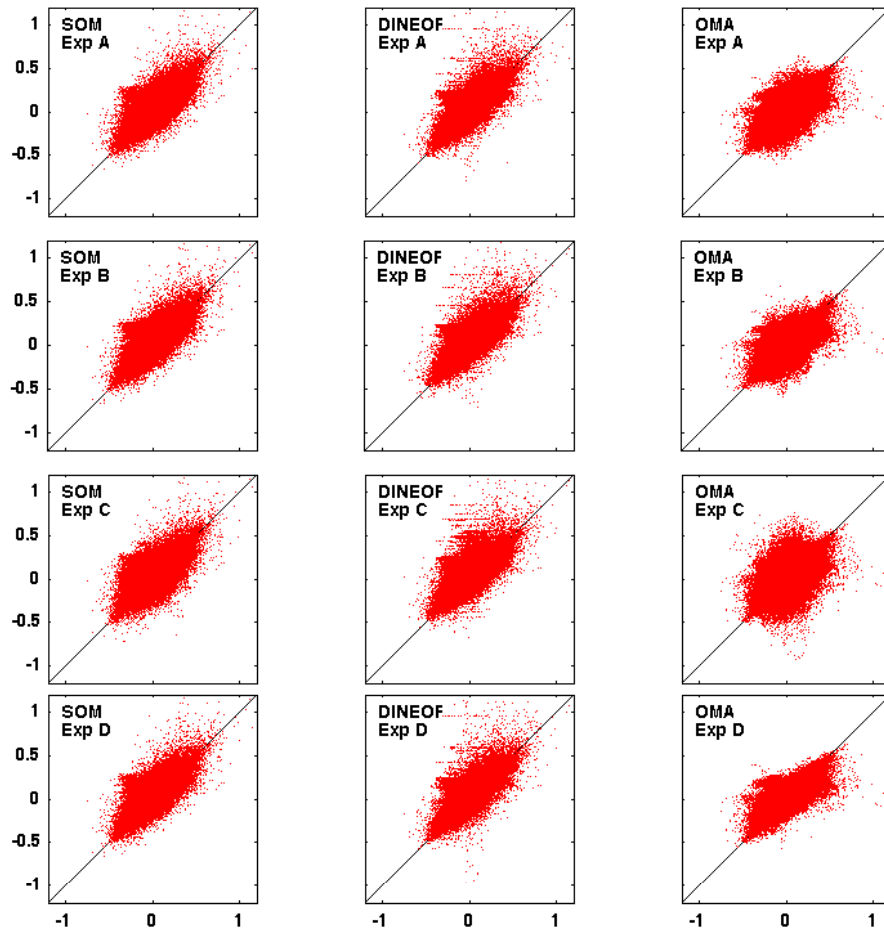 SOM
Exp A
DINEOF
Exp A
OMA
Exp A
1
0.5
0
-0.5
-1
SOM
Exp B
DINEOF
Exp B
OMA
Exp B
1
0.5
0
-0.5
-1
SOM
Exp C
DINEOF
Exp C
OMA
Exp C
1
0.5
0
-0.5
-1
SOM
Exp D
DINEOF
Exp D
OMA
Exp D
1
0.5
0
-0.5
-1
-1 0 1
-1 0 1
-1 0 1